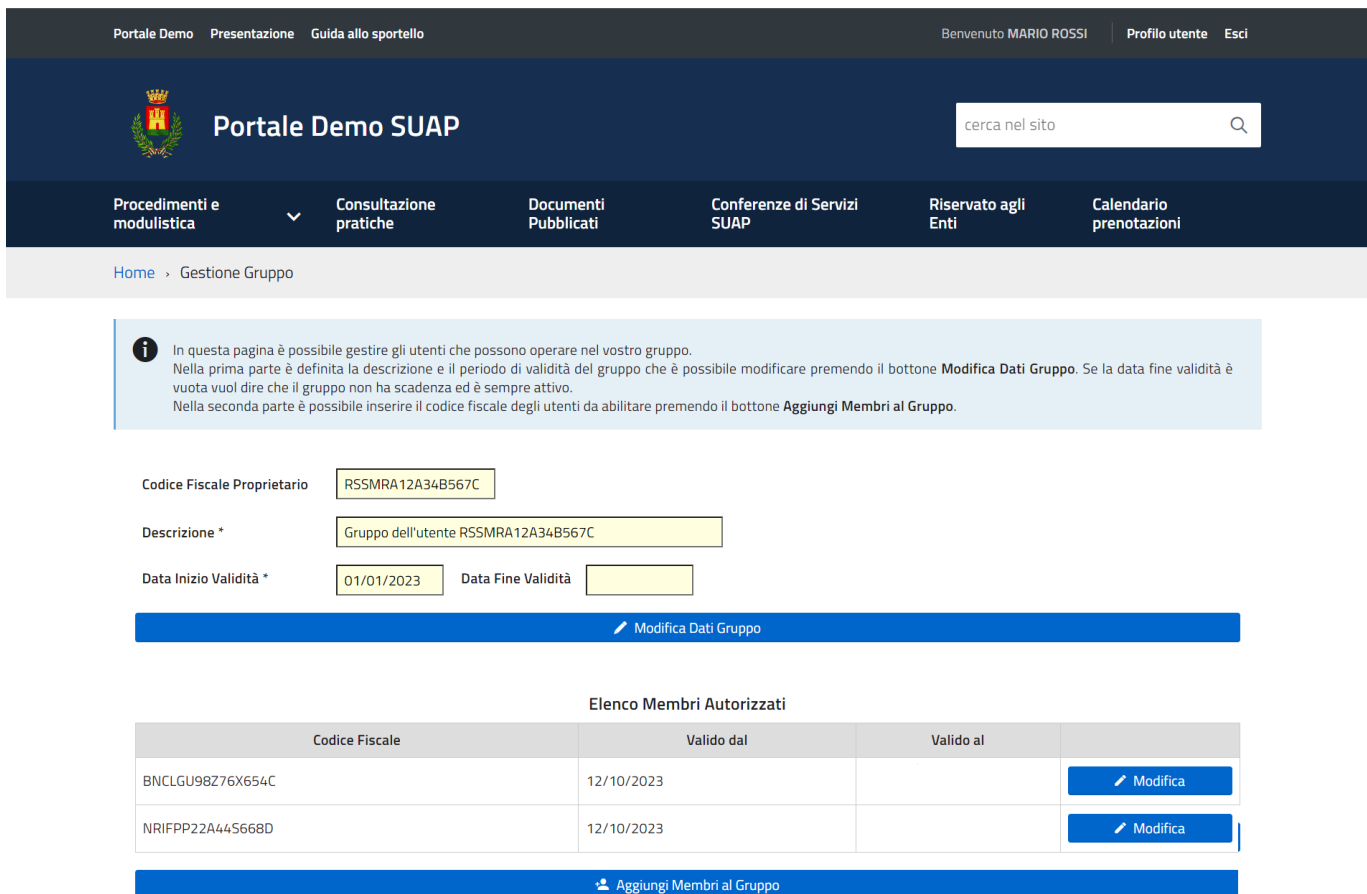 Portale Demo Presentazione Guida allo sportello Benvenuto MARIO ROSSI Profilo utente Esci
Portale Demo SUAP
cerca nel sito
Procedimenti e modulistica
Consultazione pratiche
Documenti Pubblicati
Conferenze di Servizi SUAP
Riservato agli Enti
Calendario prenotazioni
Home › Gestione Gruppo
In questa pagina è possibile gestire gli utenti che possono operare nel vostro gruppo.
Nella prima parte è definita la descrizione e il periodo di validità del gruppo che è possibile modificare premendo il bottone Modifica Dati Gruppo. Se la data fine validità è
vuota vuol dire che il gruppo non ha scadenza ed è sempre attivo.
Nella seconda parte è possibile inserire il codice fiscale degli utenti da abilitare premendo il bottone Aggiungi Membri al Gruppo.
Codice Fiscale Proprietario RSSMRA12A34B567C
Descrizione * Gruppo dell'utente RSSMRA12A34B567C
Data Inizio Validità * 01/01/2023 Data Fine Validità
Modifica Dati Gruppo
Elenco Membri Autorizzati
Codice Fiscale Valido dal Valido al
BNCLGU98Z76X654C 12/10/2023 Modifica
NRIFPP22A44S668D 12/10/2023 Modifica
Aggiungi Membri al Gruppo